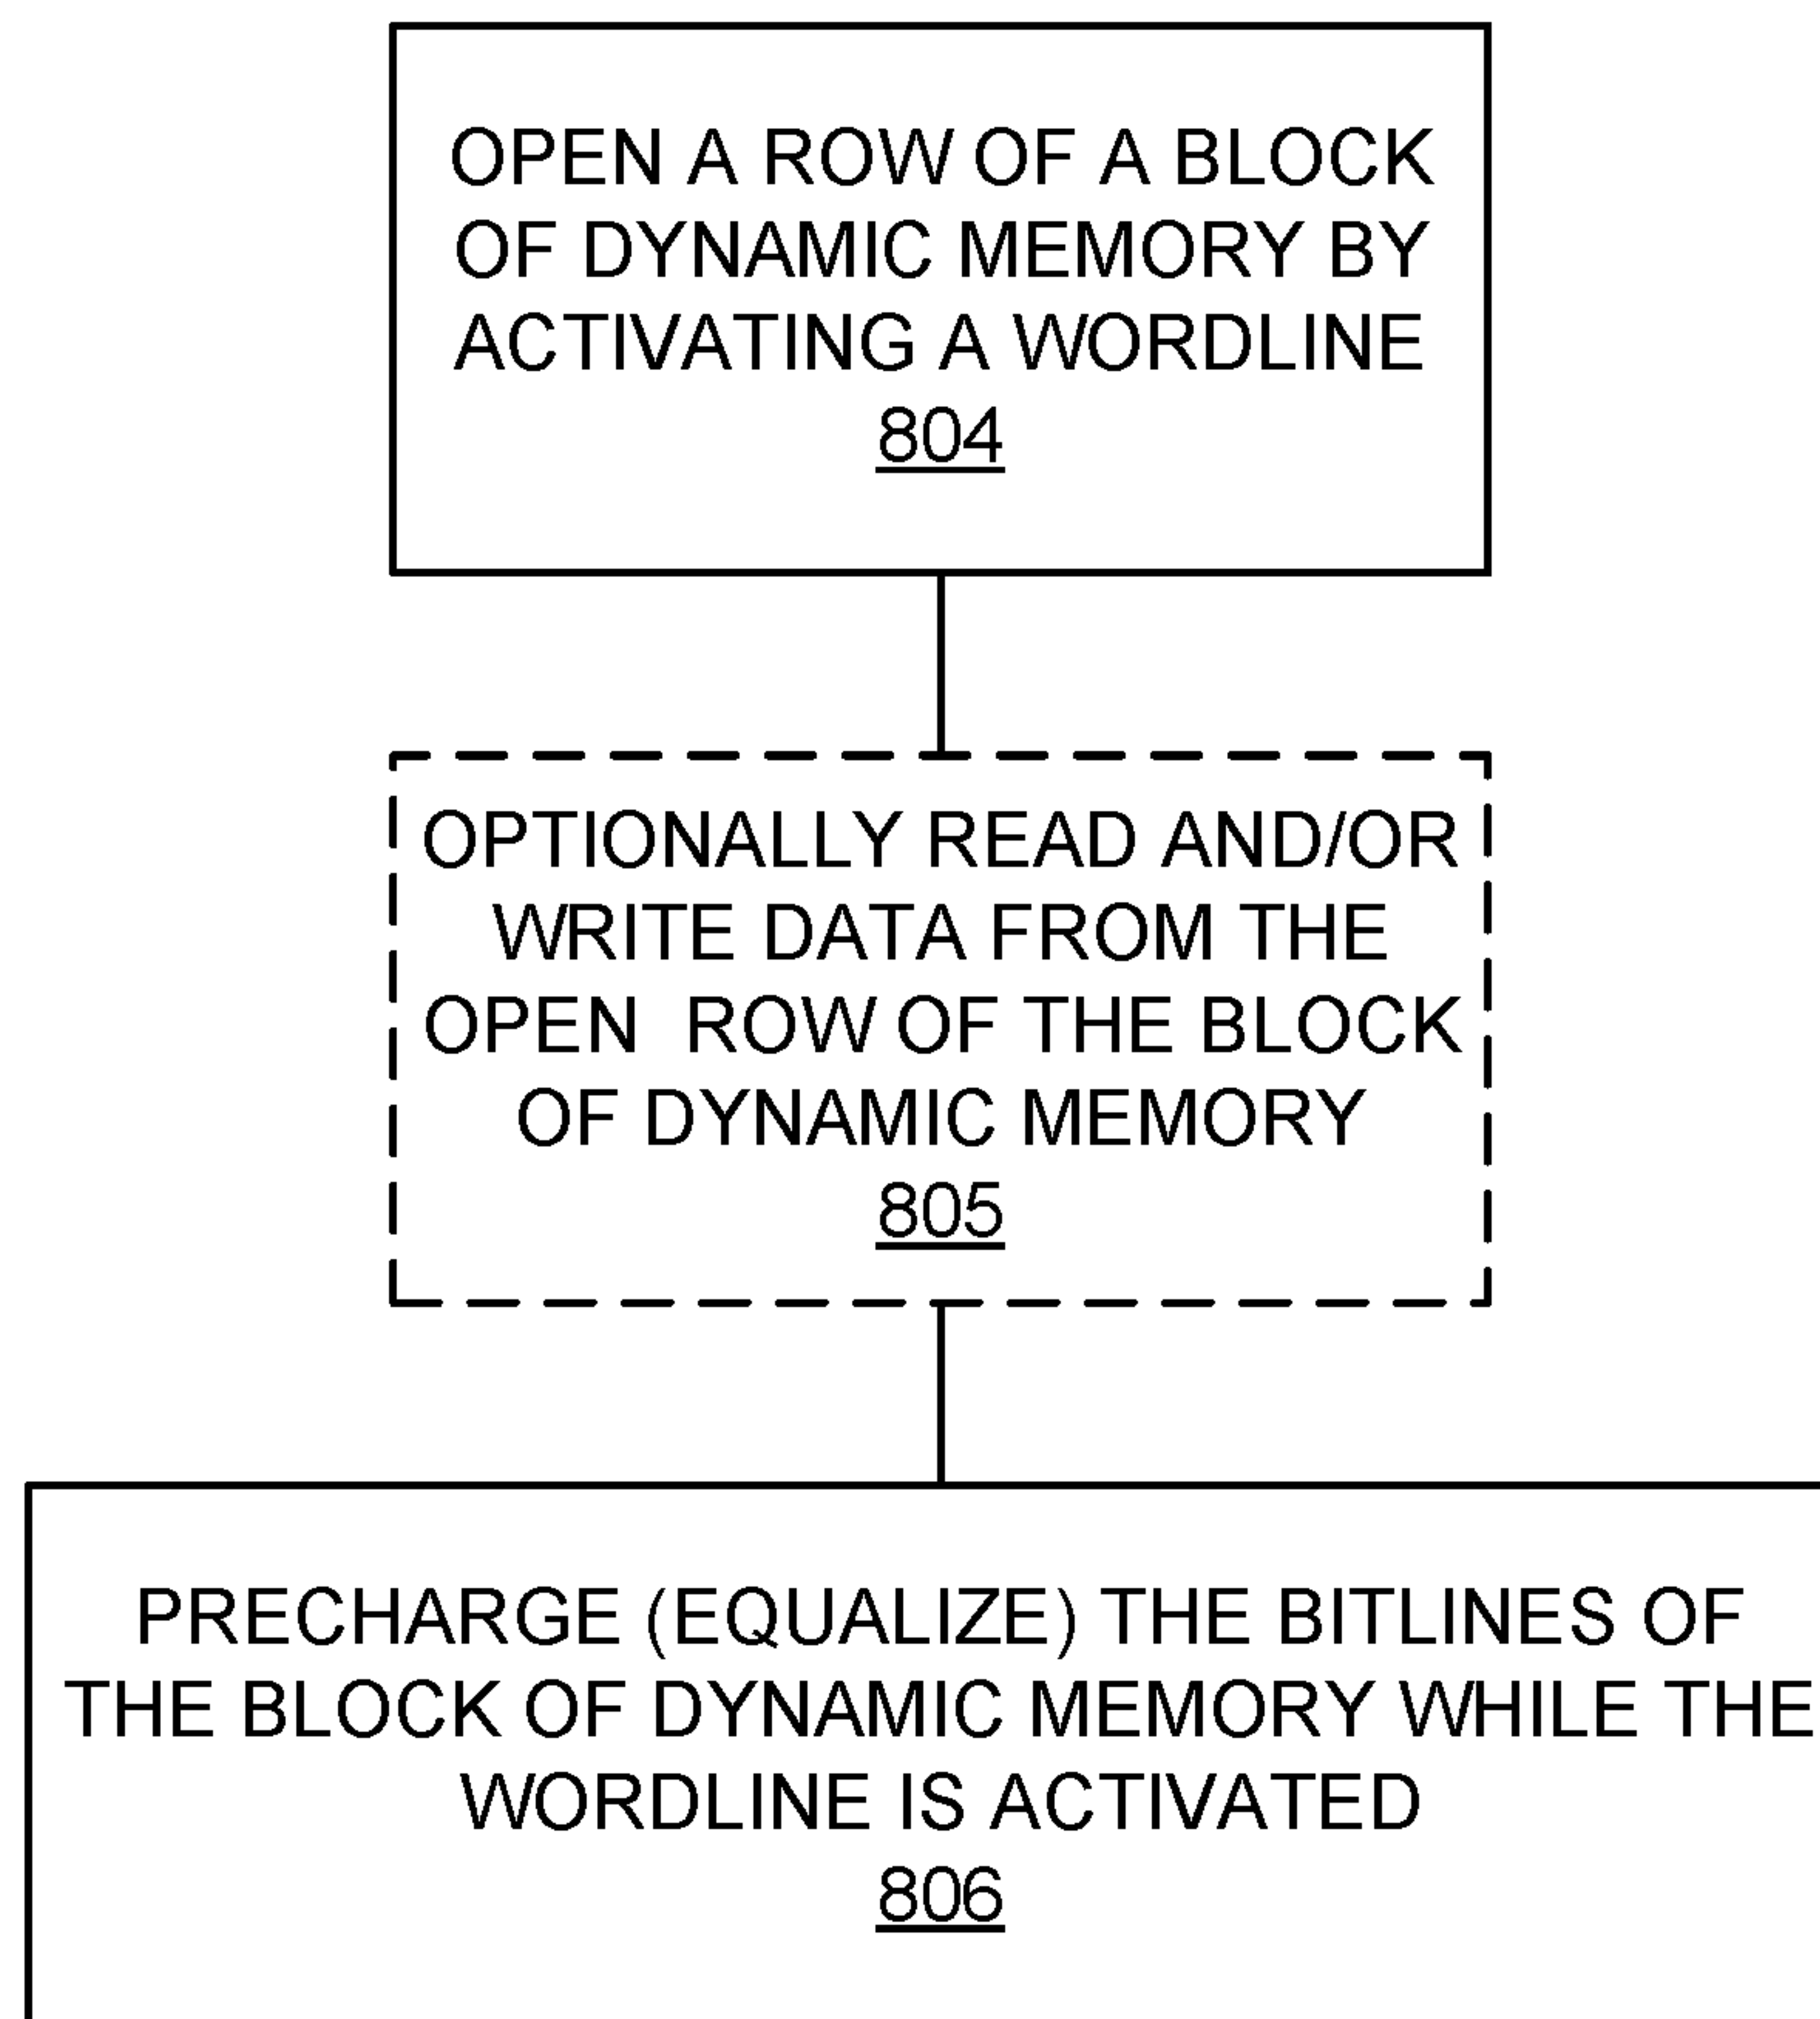 OPEN A ROW OF A BLOCK
OF DYNAMIC MEMORY BY
ACTIVATING A WORDLINE
804
OPTIONALLY READ AND/OR
WRITE DATA FROM THE
OPEN  ROW OF THE BLOCK
OF DYNAMIC MEMORY
805
PRECHARGE (EQUALIZE) THE BITLINES OF
THE BLOCK OF DYNAMIC MEMORY WHILE THE
WORDLINE IS ACTIVATED
806